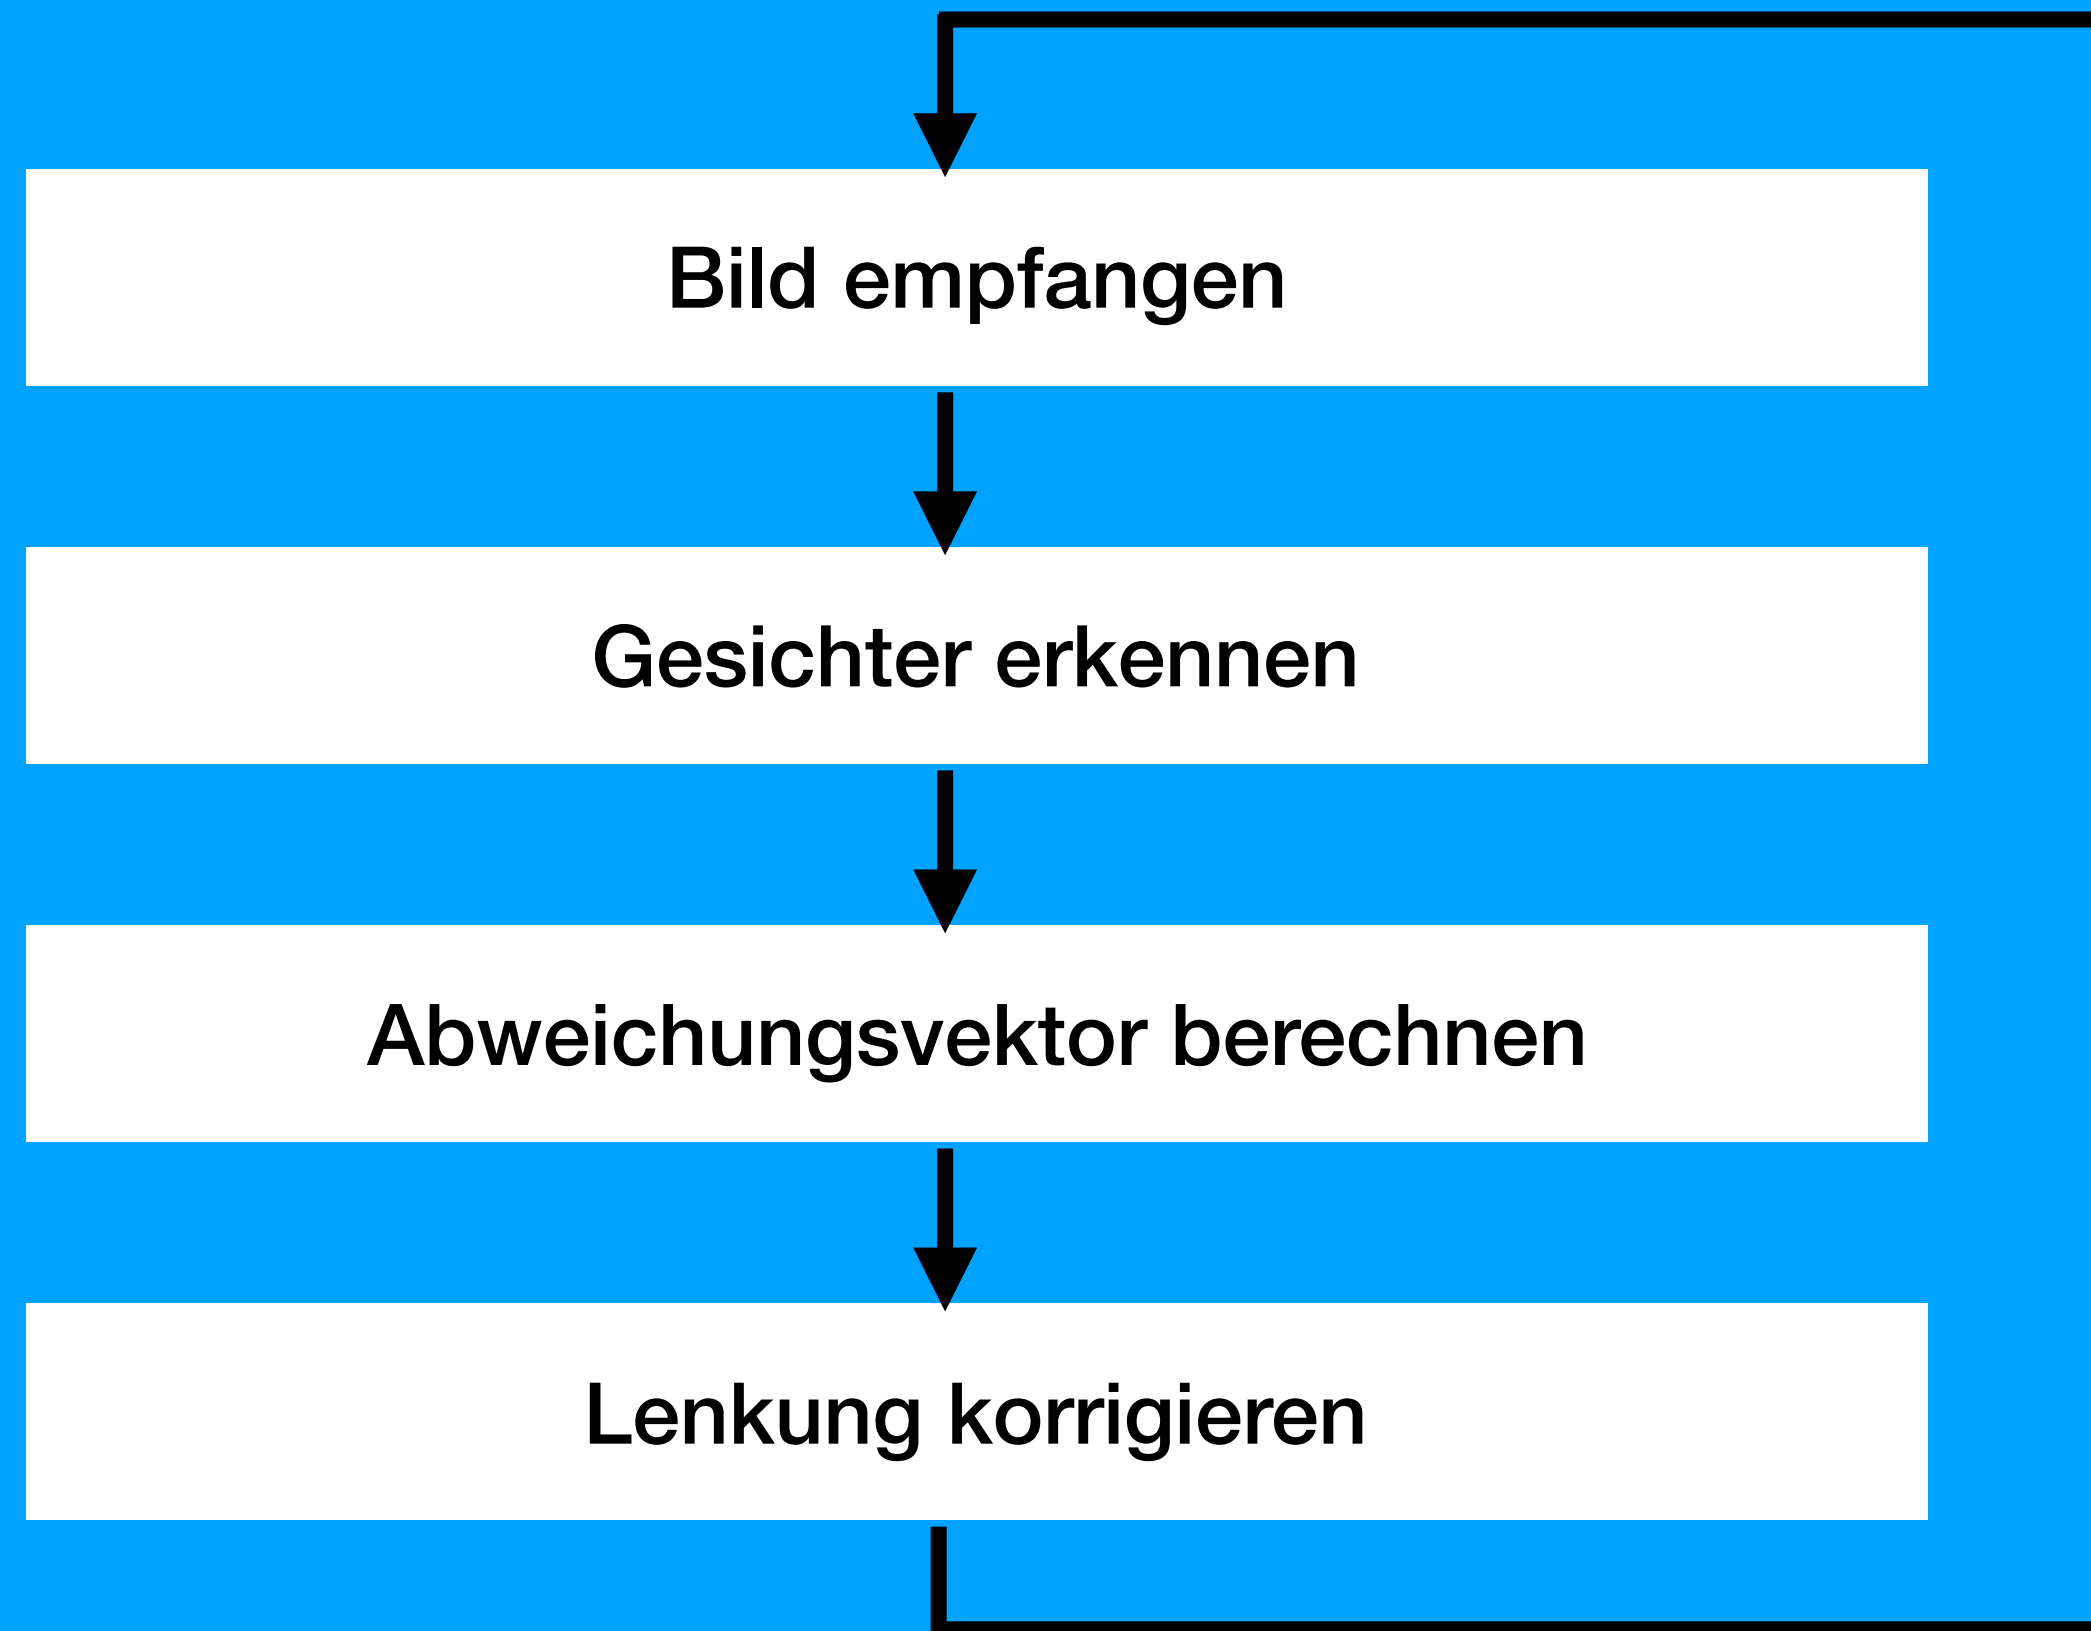 Bild empfangen
Gesichter erkennen
Abweichungsvektor berechnen
Lenkung korrigieren